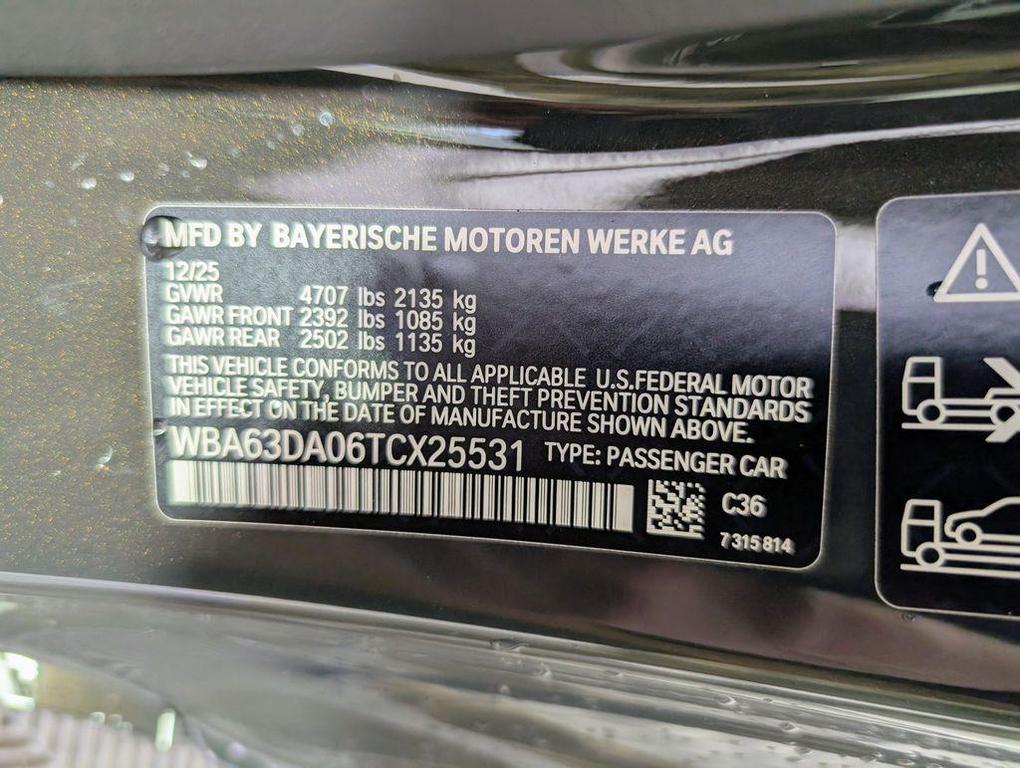 MFD BY BAYERISCHE MOTOREN WERKE AG
12/25
GVWR 4707 lbs 2135 kg
GAWR FRONT 2392 lbs 1085 kg
GAWR REAR 2502 lbs 1135 kg
THIS VEHICLE CONFORMS TO ALL APPLICABLE U.S.FEDERAL MOTOR
VEHICLE SAFETY, BUMPER AND THEFT PREVENTION STANDARDS
IN EFFECT ON THE DATE OF MANUFACTURE SHOWN ABOVE.
WBA63DA06TCX25531 TYPE: PASSENGER CAR
C36
7 315 814